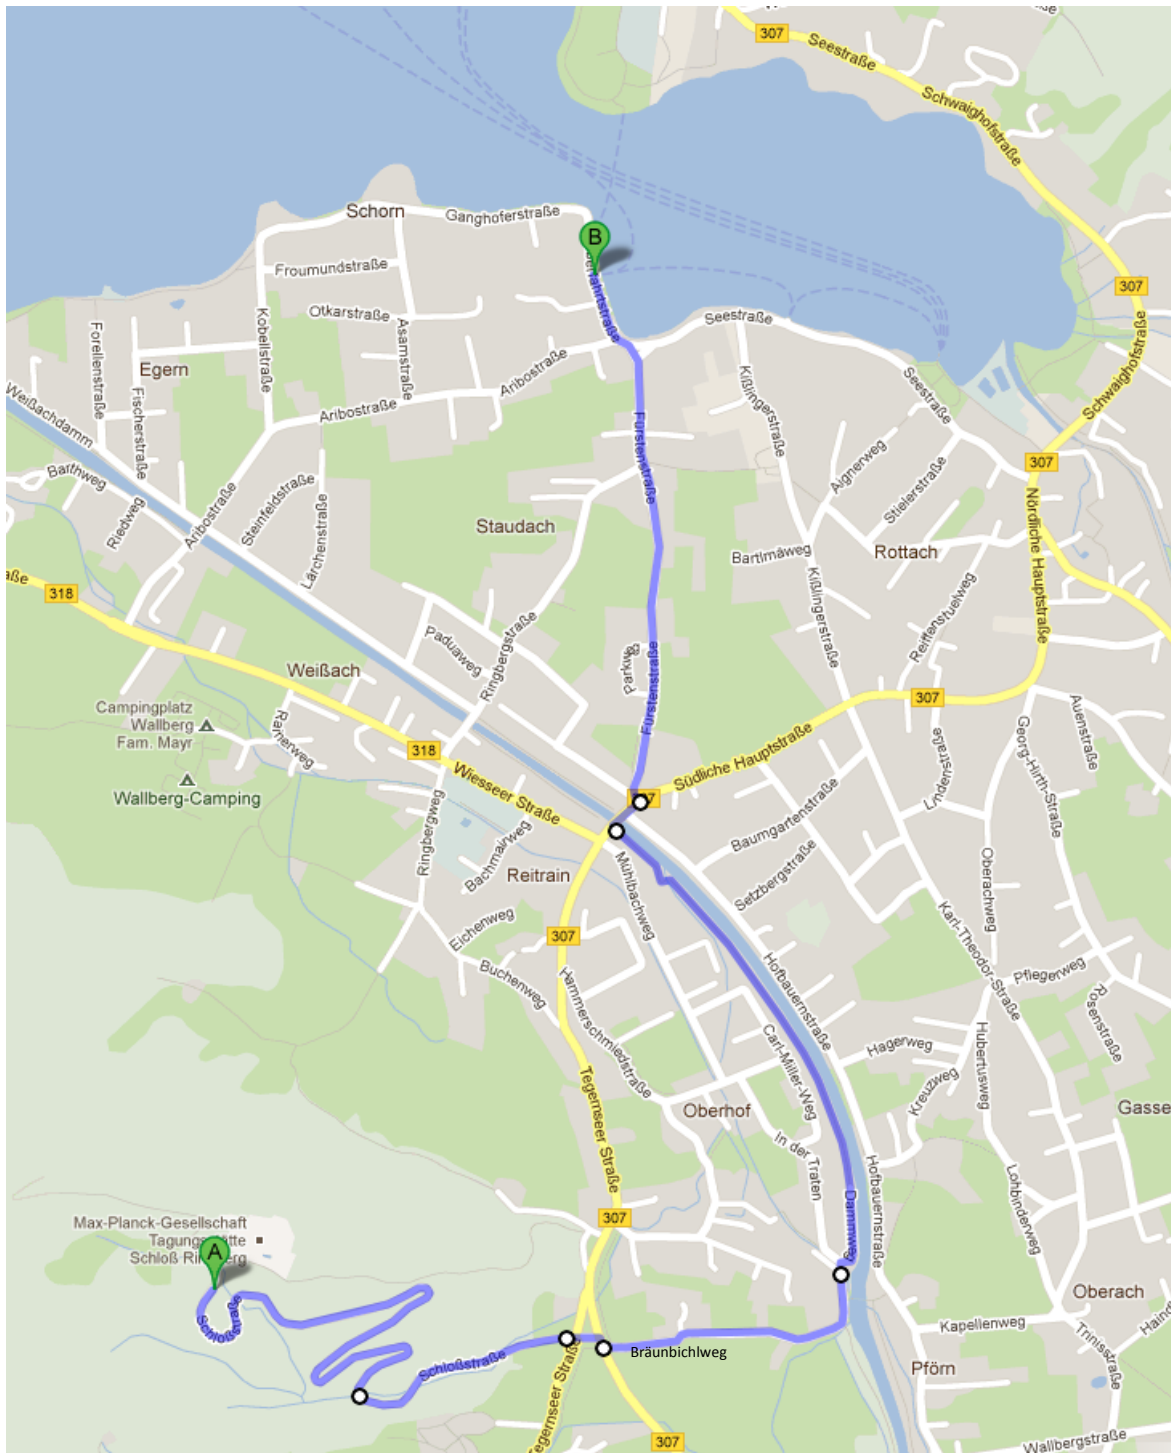 307
Seestraße
Schwaighofstraße
Schorn
Ganghoferstraße
B
Froumundstraße
307
Otkarstraße
Seestraße
Forellenstraße
Kobellstraße
Asamstraße
Schwaighofstraße
Egern
Fischerstraße
Aribostraße
Kißlingerstraße
Seestraße
Weißachdamm
Aribostraße
Fürstenstraße
Aignerweg
307
Barthweg
Steinfeldstraße
Stielerstraße
Riedweg
Aribostraße
Lärchenstraße
Staudach
Nördliche Hauptstraße
Bartlmäweg
Rottach
aße
318
Kißlingerstraße
Reiffenstuelweg
Paduaweg
Ringbergstraße
Weißach
Parkweg
Fürstenstraße
307
Campingplatz
Wallberg
Fam. Mayr
Auenstraße
318
Südliche Hauptstraße
Georg-Hirth-Straße
Lindenstraße
Wiesseer Straße
Wallberg-Camping
Ringbergweg
Baumgartenstraße
Bachmairweg
Mühlbachweg
Reitrain
Setzbergstraße
Oberachweg
Eichenweg
307
Karl-Theodor-Straße
Buchenweg
Hofbauernstraße
Pflegerweg
Hammerschmiedstraße
Rosenstraße
Carl-Miller-Weg
Hagerweg
Hubertusweg
Kreuzweg
Tegernseer Straße
Oberhof
Gasse
In der Traten
Hofbauernstraße
Lohbinderweg
Dammweg
307
Max-Planck-Gesellschaft
A
Schloßstraße
Oberach
Kapellenweg
Trinisstraße
Schloßstraße
Bräunbichlweg
Pförn
Tegernseer Straße
307
Wallbergstraße